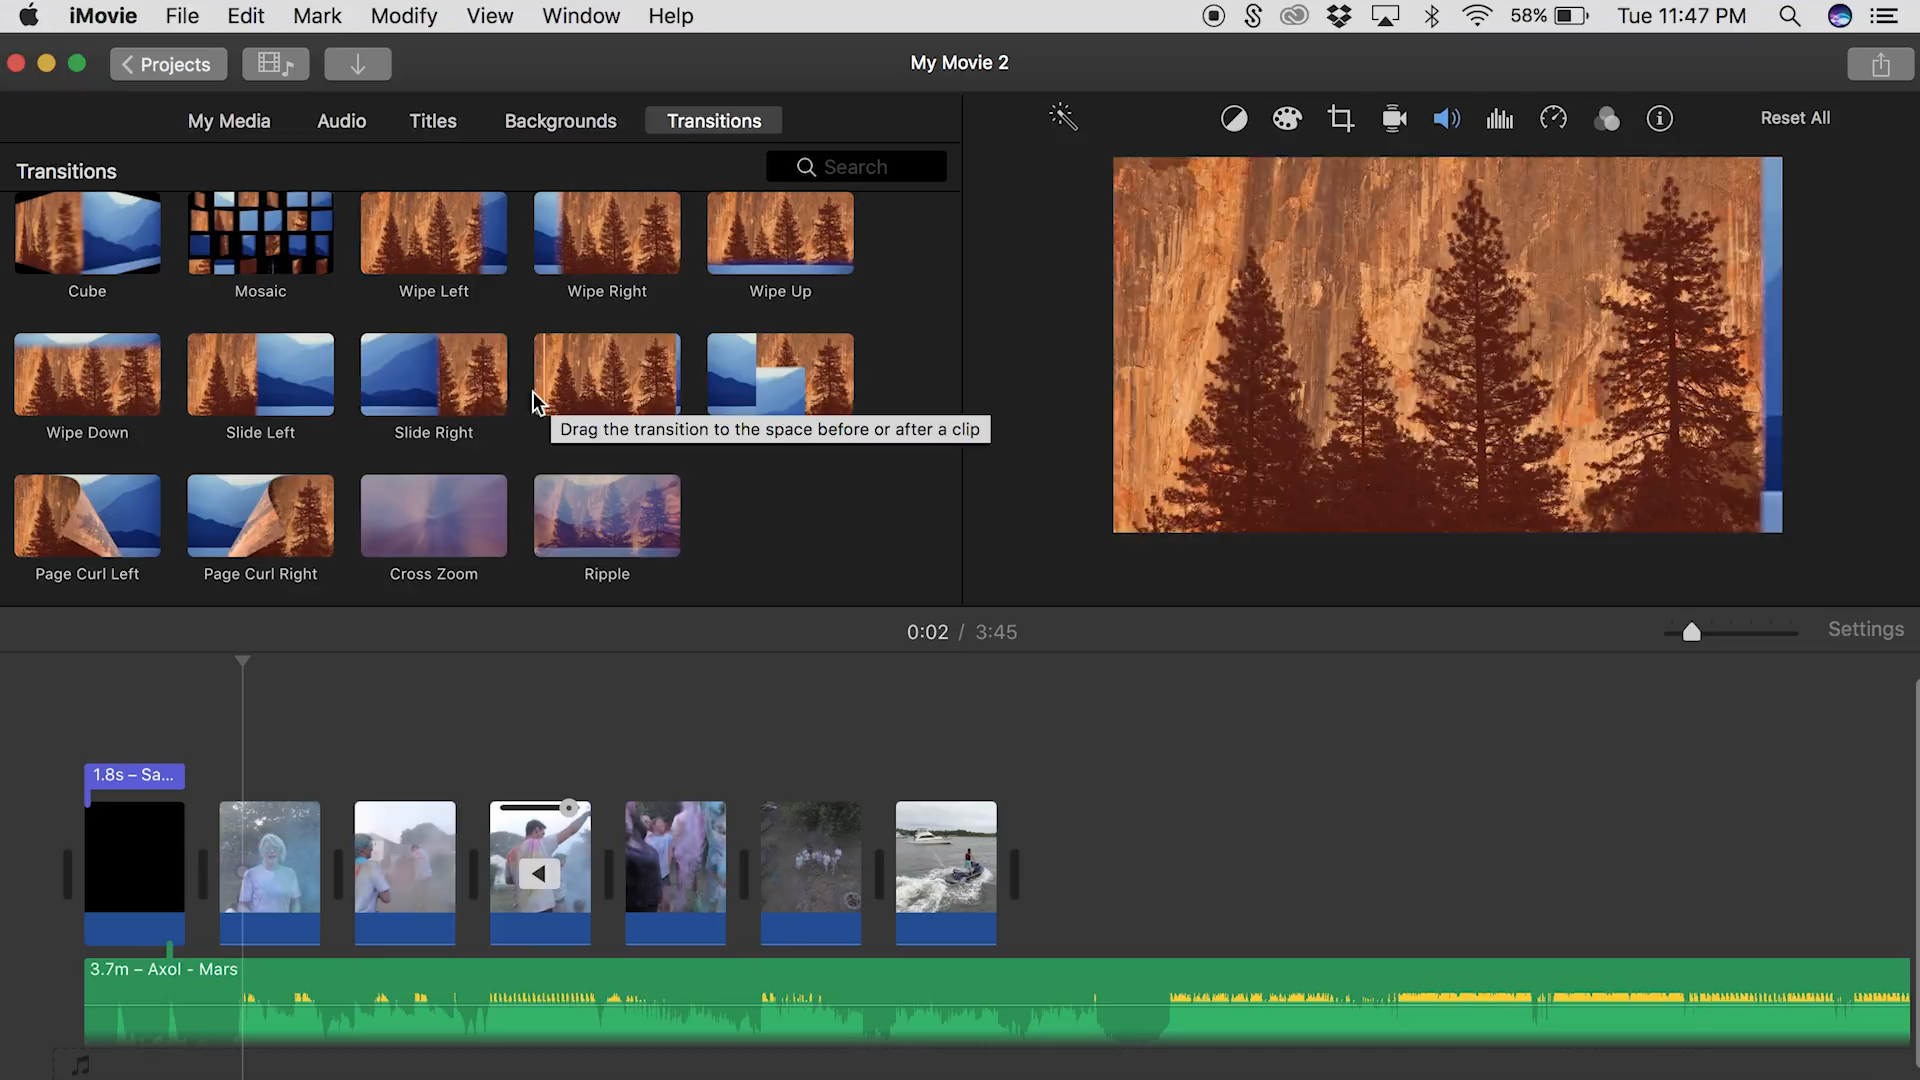 iMovie File Edit Mark Modify View Window Help 58% Tue 11:47 PM
Projects My Movie 2
My Media Audio Titles Backgrounds Transitions Reset All
Transitions Search
Cube Mosaic Wipe Left Wipe Right Wipe Up
Wipe Down Slide Left Slide Right
Drag the transition to the space before or after a clip
Page Curl Left Page Curl Right Cross Zoom Ripple
0:02 / 3:45 Settings
1.8s – Sa...
3.7m – Axol - Mars